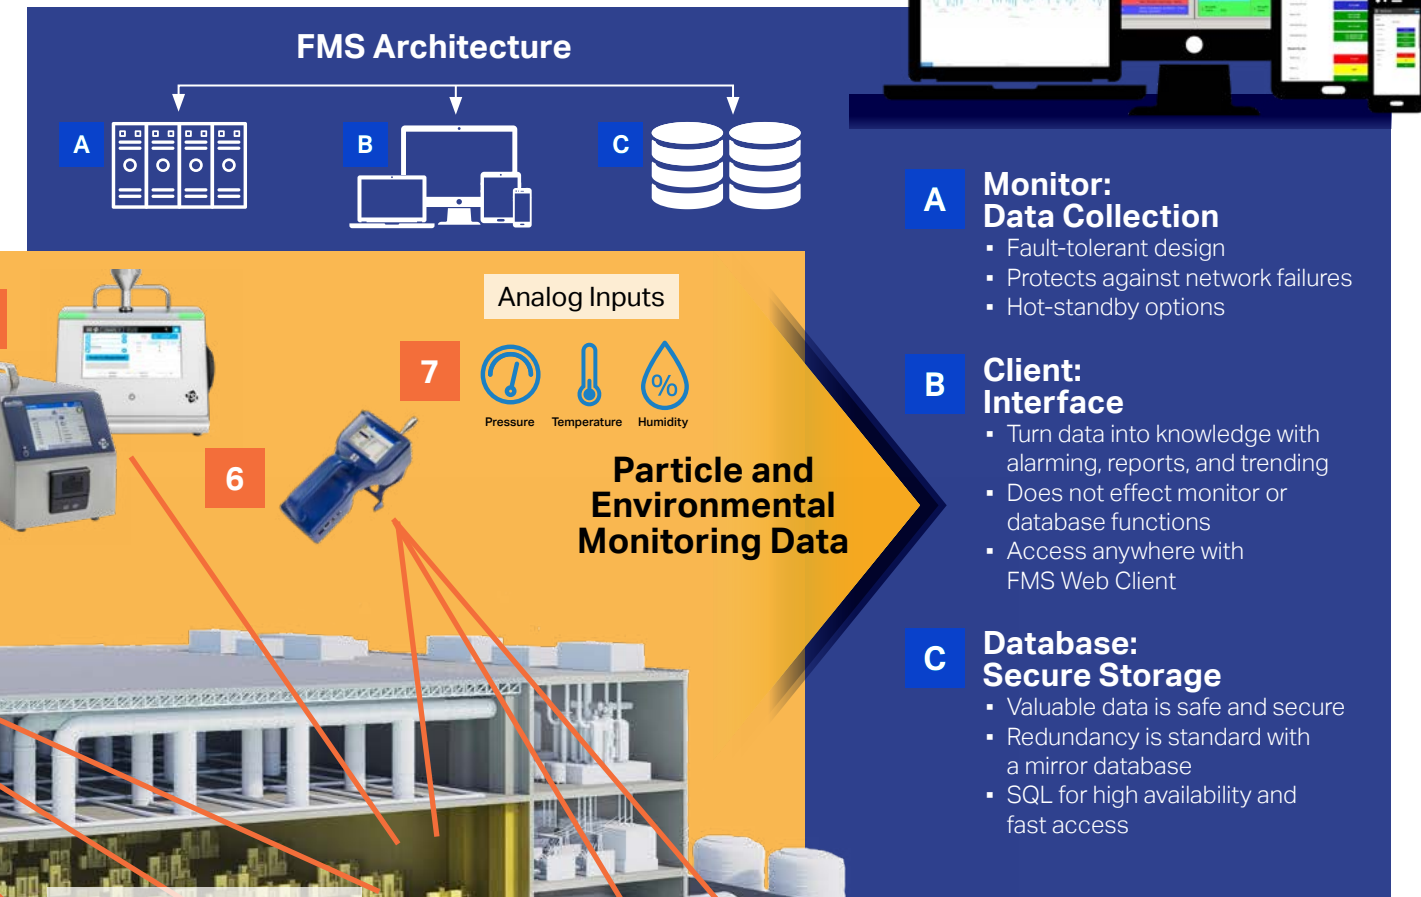 FMS Architecture
A
B
C
Analog Inputs
7
%
Pressure
Temperature
Humidity
6
Particle and
Environmental
Monitoring Data
A
Monitor:
Data Collection
▪ Fault-tolerant design
▪ Protects against network failures
▪ Hot-standby options
B
Client:
Interface
▪ Turn data into knowledge with
alarming, reports, and trending
▪ Does not effect monitor or
database functions
▪ Access anywhere with
FMS Web Client
C
Database:
Secure Storage
▪ Valuable data is safe and secure
▪ Redundancy is standard with
a mirror database
▪ SQL for high availability and
fast access